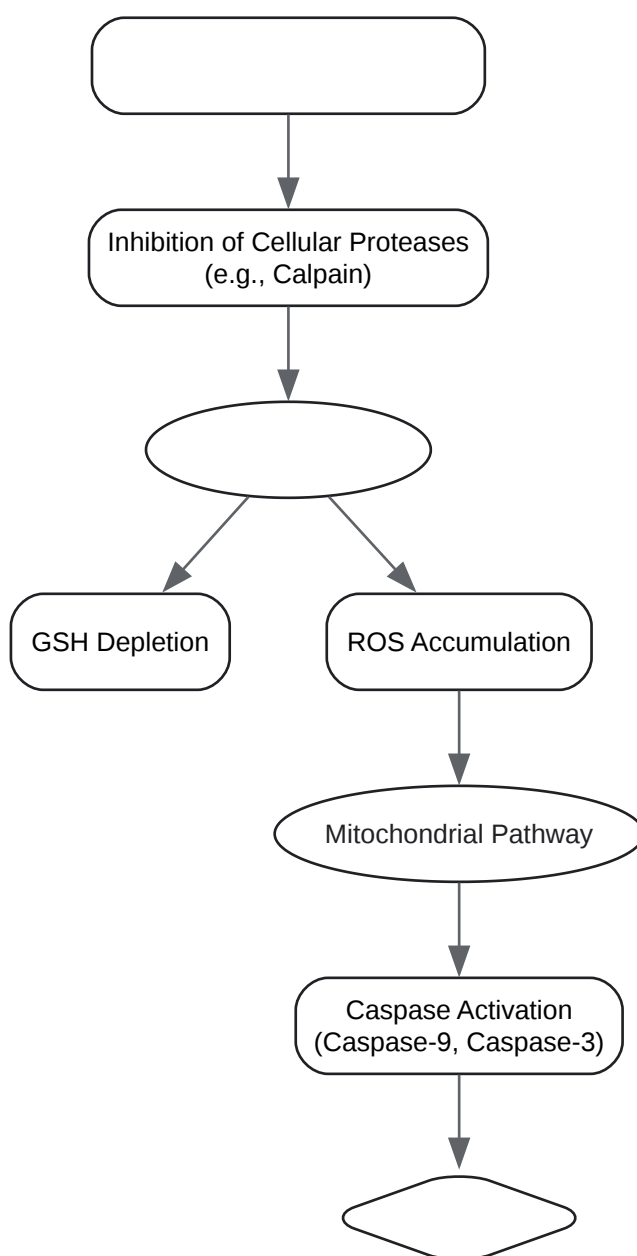 Inhibition of Cellular Proteases
(e.g., Calpain)
GSH Depletion
ROS Accumulation
Mitochondrial Pathway
Caspase Activation
(Caspase-9, Caspase-3)